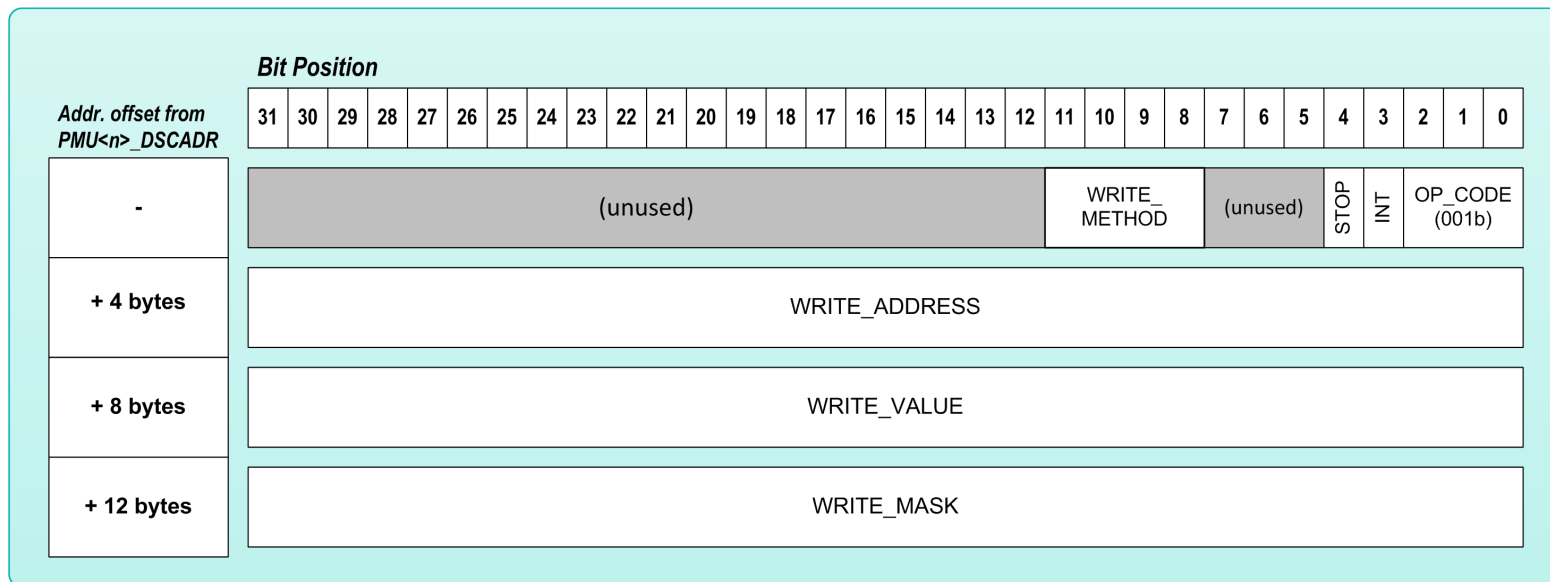 Bit Position
Addr. offset from
PMU<n>_DSCADR
31 30 29 28 27 26 25 24 23 22 21 20 19 18 17 16 15 14 13 12 11 10 9 8 7 6 5 4 3 2 1 0
-
(unused)
WRITE_
METHOD
(unused)
STOP
INT
OP_CODE
(001b)
+ 4 bytes
WRITE_ADDRESS
+ 8 bytes
WRITE_VALUE
+ 12 bytes
WRITE_MASK